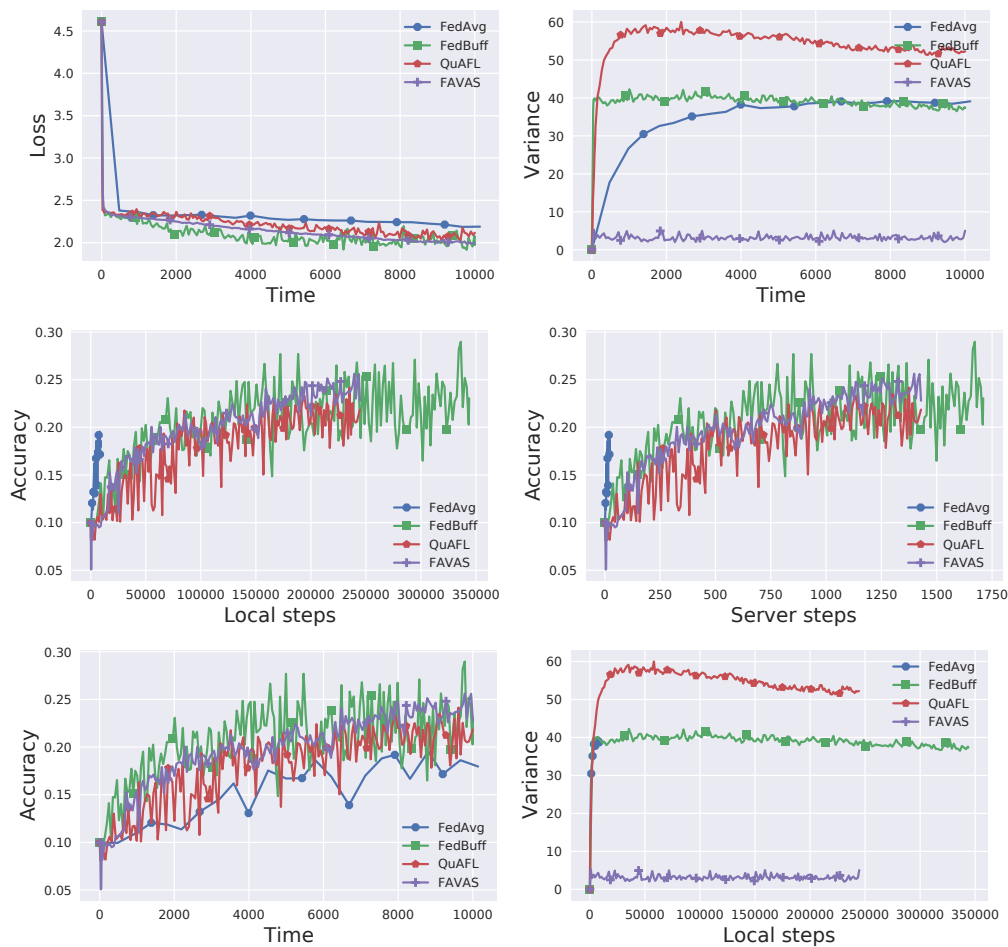 4.5
4.0
3.5
3.0
2.5
2.0
Loss
0
2000
4000
6000
8000
10000
Time
FedAvg
FedBuff
QuAFL
FAVAS
60
50
40
30
20
10
0
Variance
0
2000
4000
6000
8000
10000
Time
FedAvg
FedBuff
QuAFL
FAVAS
0.30
0.25
0.20
0.15
0.10
0.05
Accuracy
0
50000
100000
150000
200000
250000
300000
350000
Local steps
FedAvg
FedBuff
QuAFL
FAVAS
0.30
0.25
0.20
0.15
0.10
0.05
Accuracy
0
250
500
750
1000
1250
1500
1750
Server steps
FedAvg
FedBuff
QuAFL
FAVAS
0.30
0.25
0.20
0.15
0.10
0.05
Accuracy
0
2000
4000
6000
8000
10000
Time
FedAvg
FedBuff
QuAFL
FAVAS
60
50
40
30
20
10
0
Variance
0
50000
100000
150000
200000
250000
300000
350000
Local steps
FedAvg
FedBuff
QuAFL
FAVAS